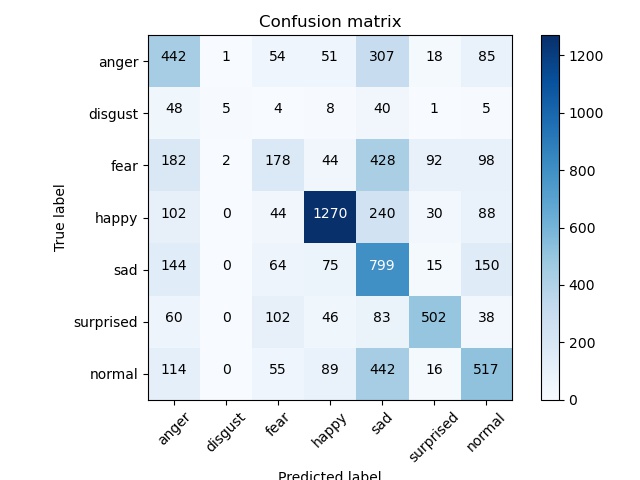 Confusion matrix
True label
anger 442 1 54 51 307 18 85
disgust 48 5 4 8 40 1 5
fear 182 2 178 44 428 92 98
happy 102 0 44 1270 240 30 88
sad 144 0 64 75 799 15 150
surprised 60 0 102 46 83 502 38
normal 114 0 55 89 442 16 517
anger disgust fear happy sad surprised normal
Predicted label
1200
1000
800
600
400
200
0